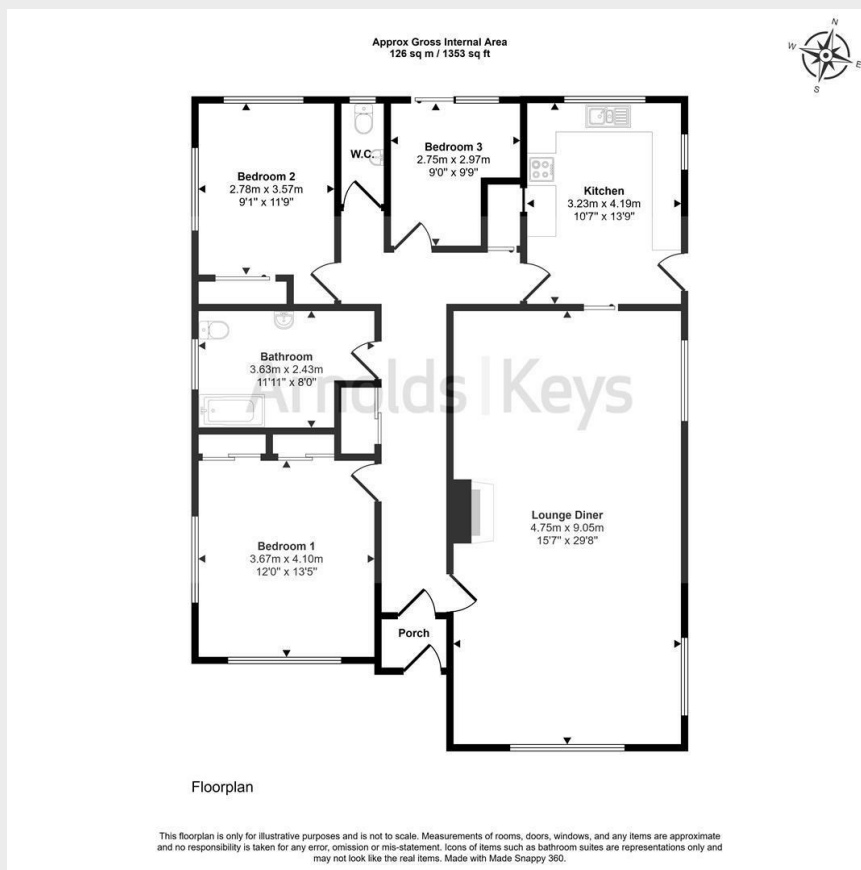 Approx Gross Internal Area
126 sq m / 1353 sq ft
N
W
E
S
Bedroom 2
2.78m x 3.57m
9'1" x 11'9"
W.C.
Bedroom 3
2.75m x 2.97m
9'0" x 9'9"
Kitchen
3.23m x 4.19m
10'7" x 13'9"
Bathroom
3.63m x 2.43m
11'11" x 8'0"
Arnolds | Keys
Bedroom 1
3.67m x 4.10m
12'0" x 13'5"
Lounge Diner
4.75m x 9.05m
15'7" x 29'8"
Porch
Floorplan
This floorplan is only for illustrative purposes and is not to scale. Measurements of rooms, doors, windows, and any items are approximate
and no responsibility is taken for any error, omission or mis-statement. Icons of items such as bathroom suites are representations only and
may not look like the real items. Made with Made Snappy 360.